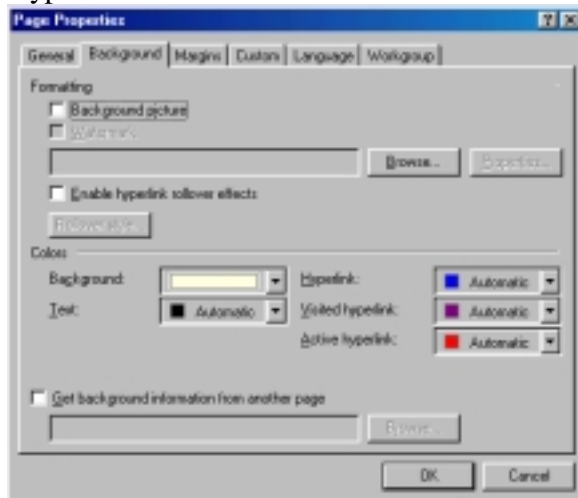 Page Properties
General Background Margins Custom Language Workgroup
Formatting
Background picture
Watermark
Browse... Properties...
Enable hyperlink rollover effects
Rollover style...
Colors
Background: Hyperlink: Automatic
Text: Automatic Visited hyperlink: Automatic
Active hyperlink: Automatic
Get background information from another page
Browse...
OK Cancel